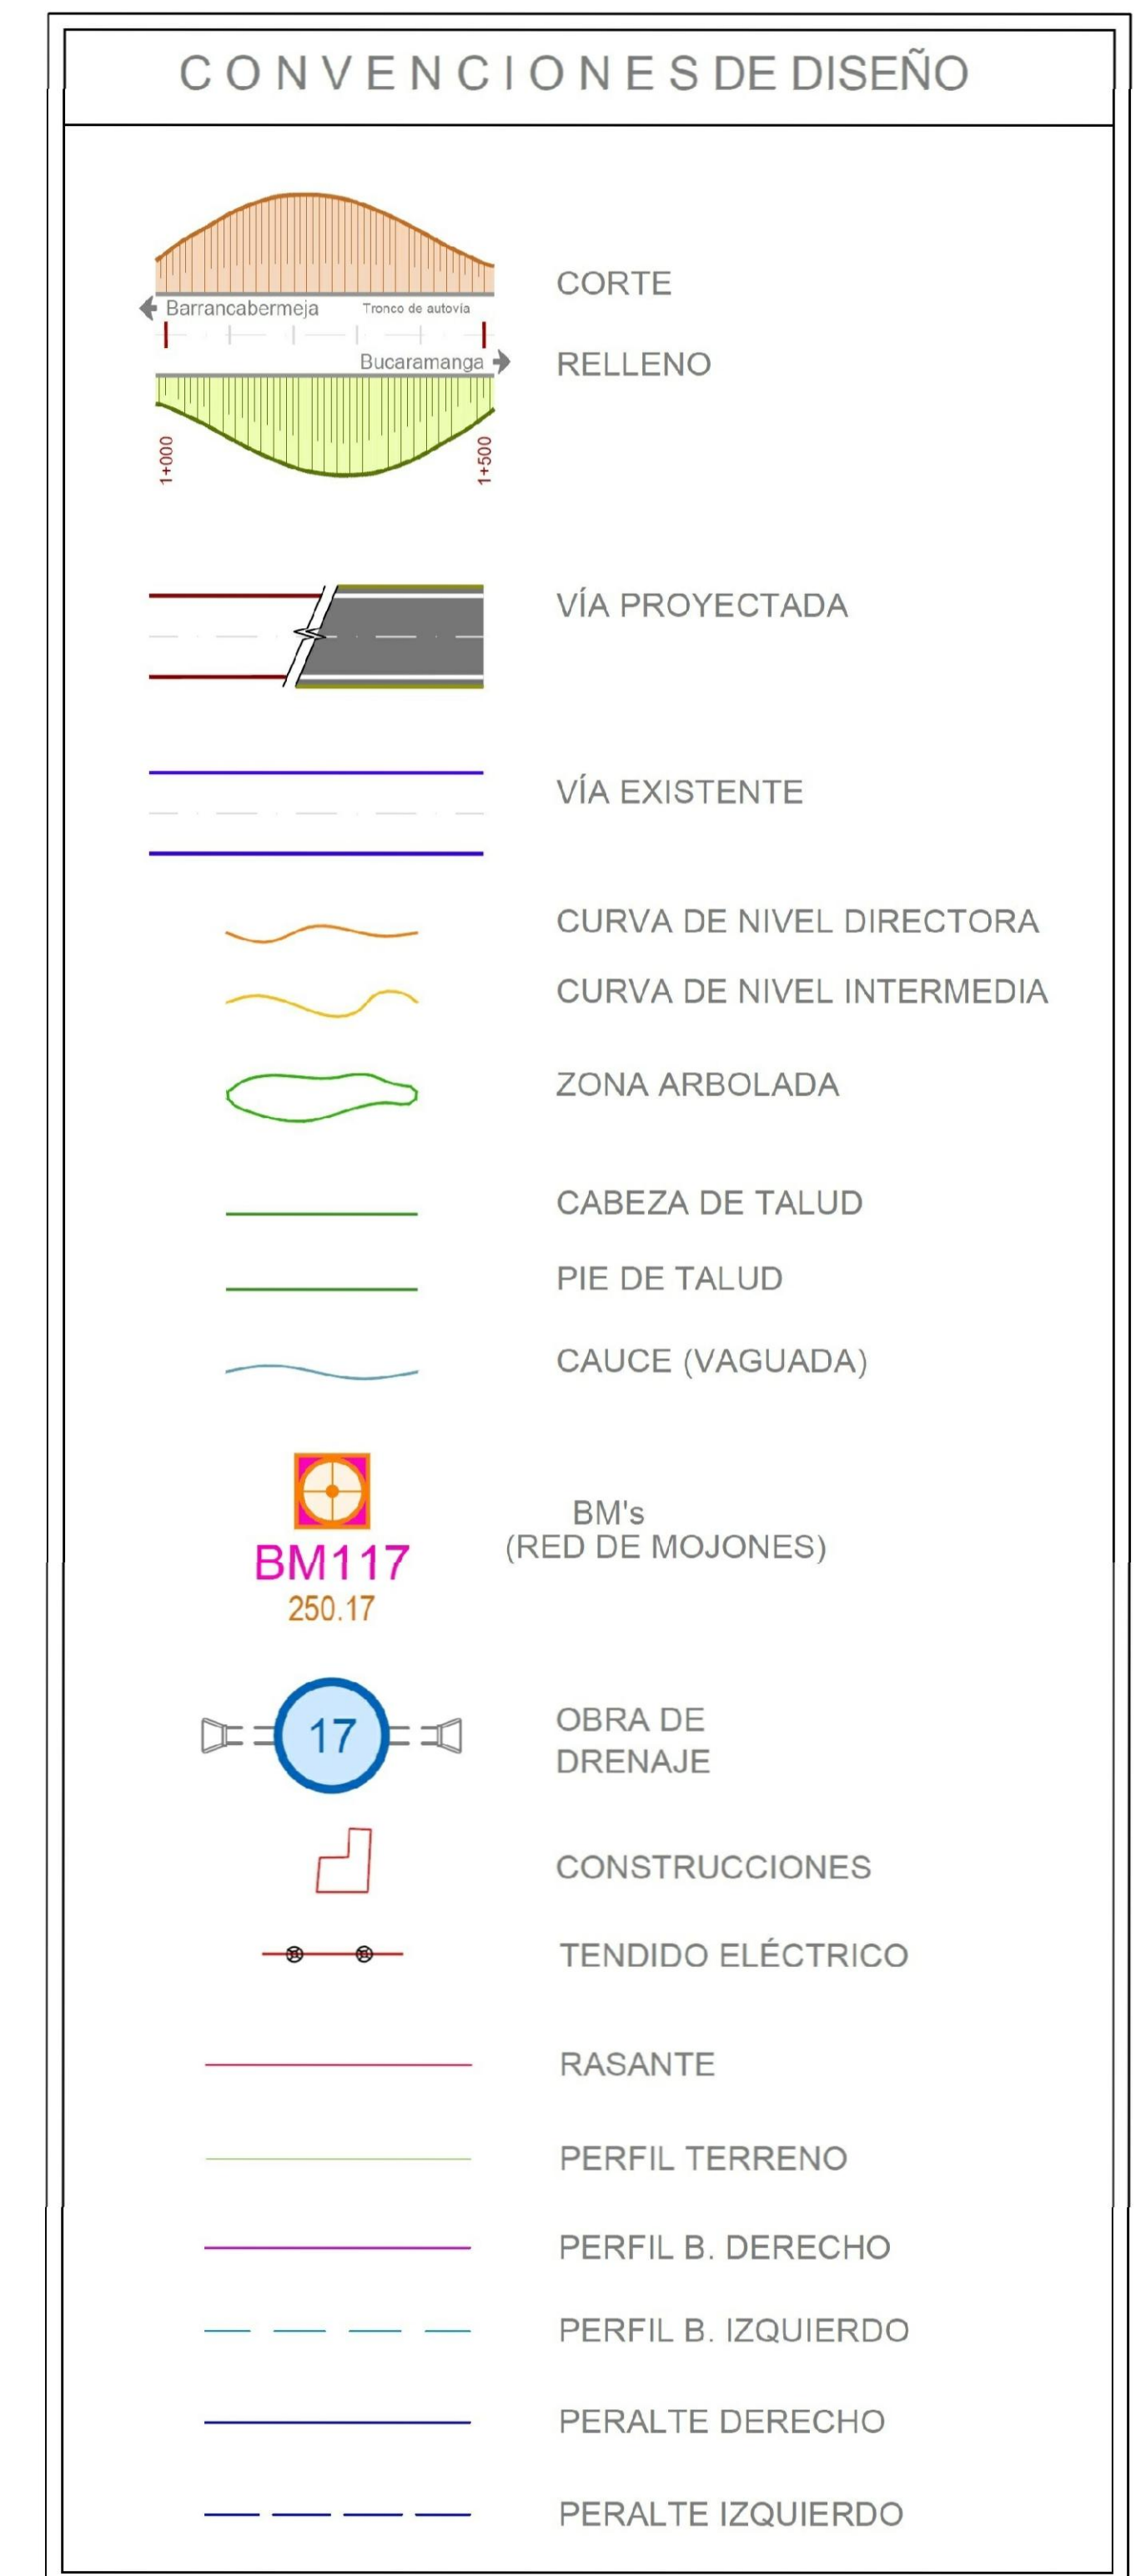 CONVENCIONES DE DISEÑO
CORTE
Barrancabermeja
Tronco de autovía
Bucaramanga
RELLENO
1+000
1+500
VÍA PROYECTADA
VÍA EXISTENTE
CURVA DE NIVEL DIRECTORA
CURVA DE NIVEL INTERMEDIA
ZONA ARBOLADA
CABEZA DE TALUD
PIE DE TALUD
CAUCE (VAGUADA)
BM's
(RED DE MOJONES)
BM117
250.17
17
OBRA DE
DRENAJE
CONSTRUCCIONES
TENDIDO ELÉCTRICO
RASANTE
PERFIL TERRENO
PERFIL B. DERECHO
PERFIL B. IZQUIERDO
PERALTE DERECHO
PERALTE IZQUIERDO